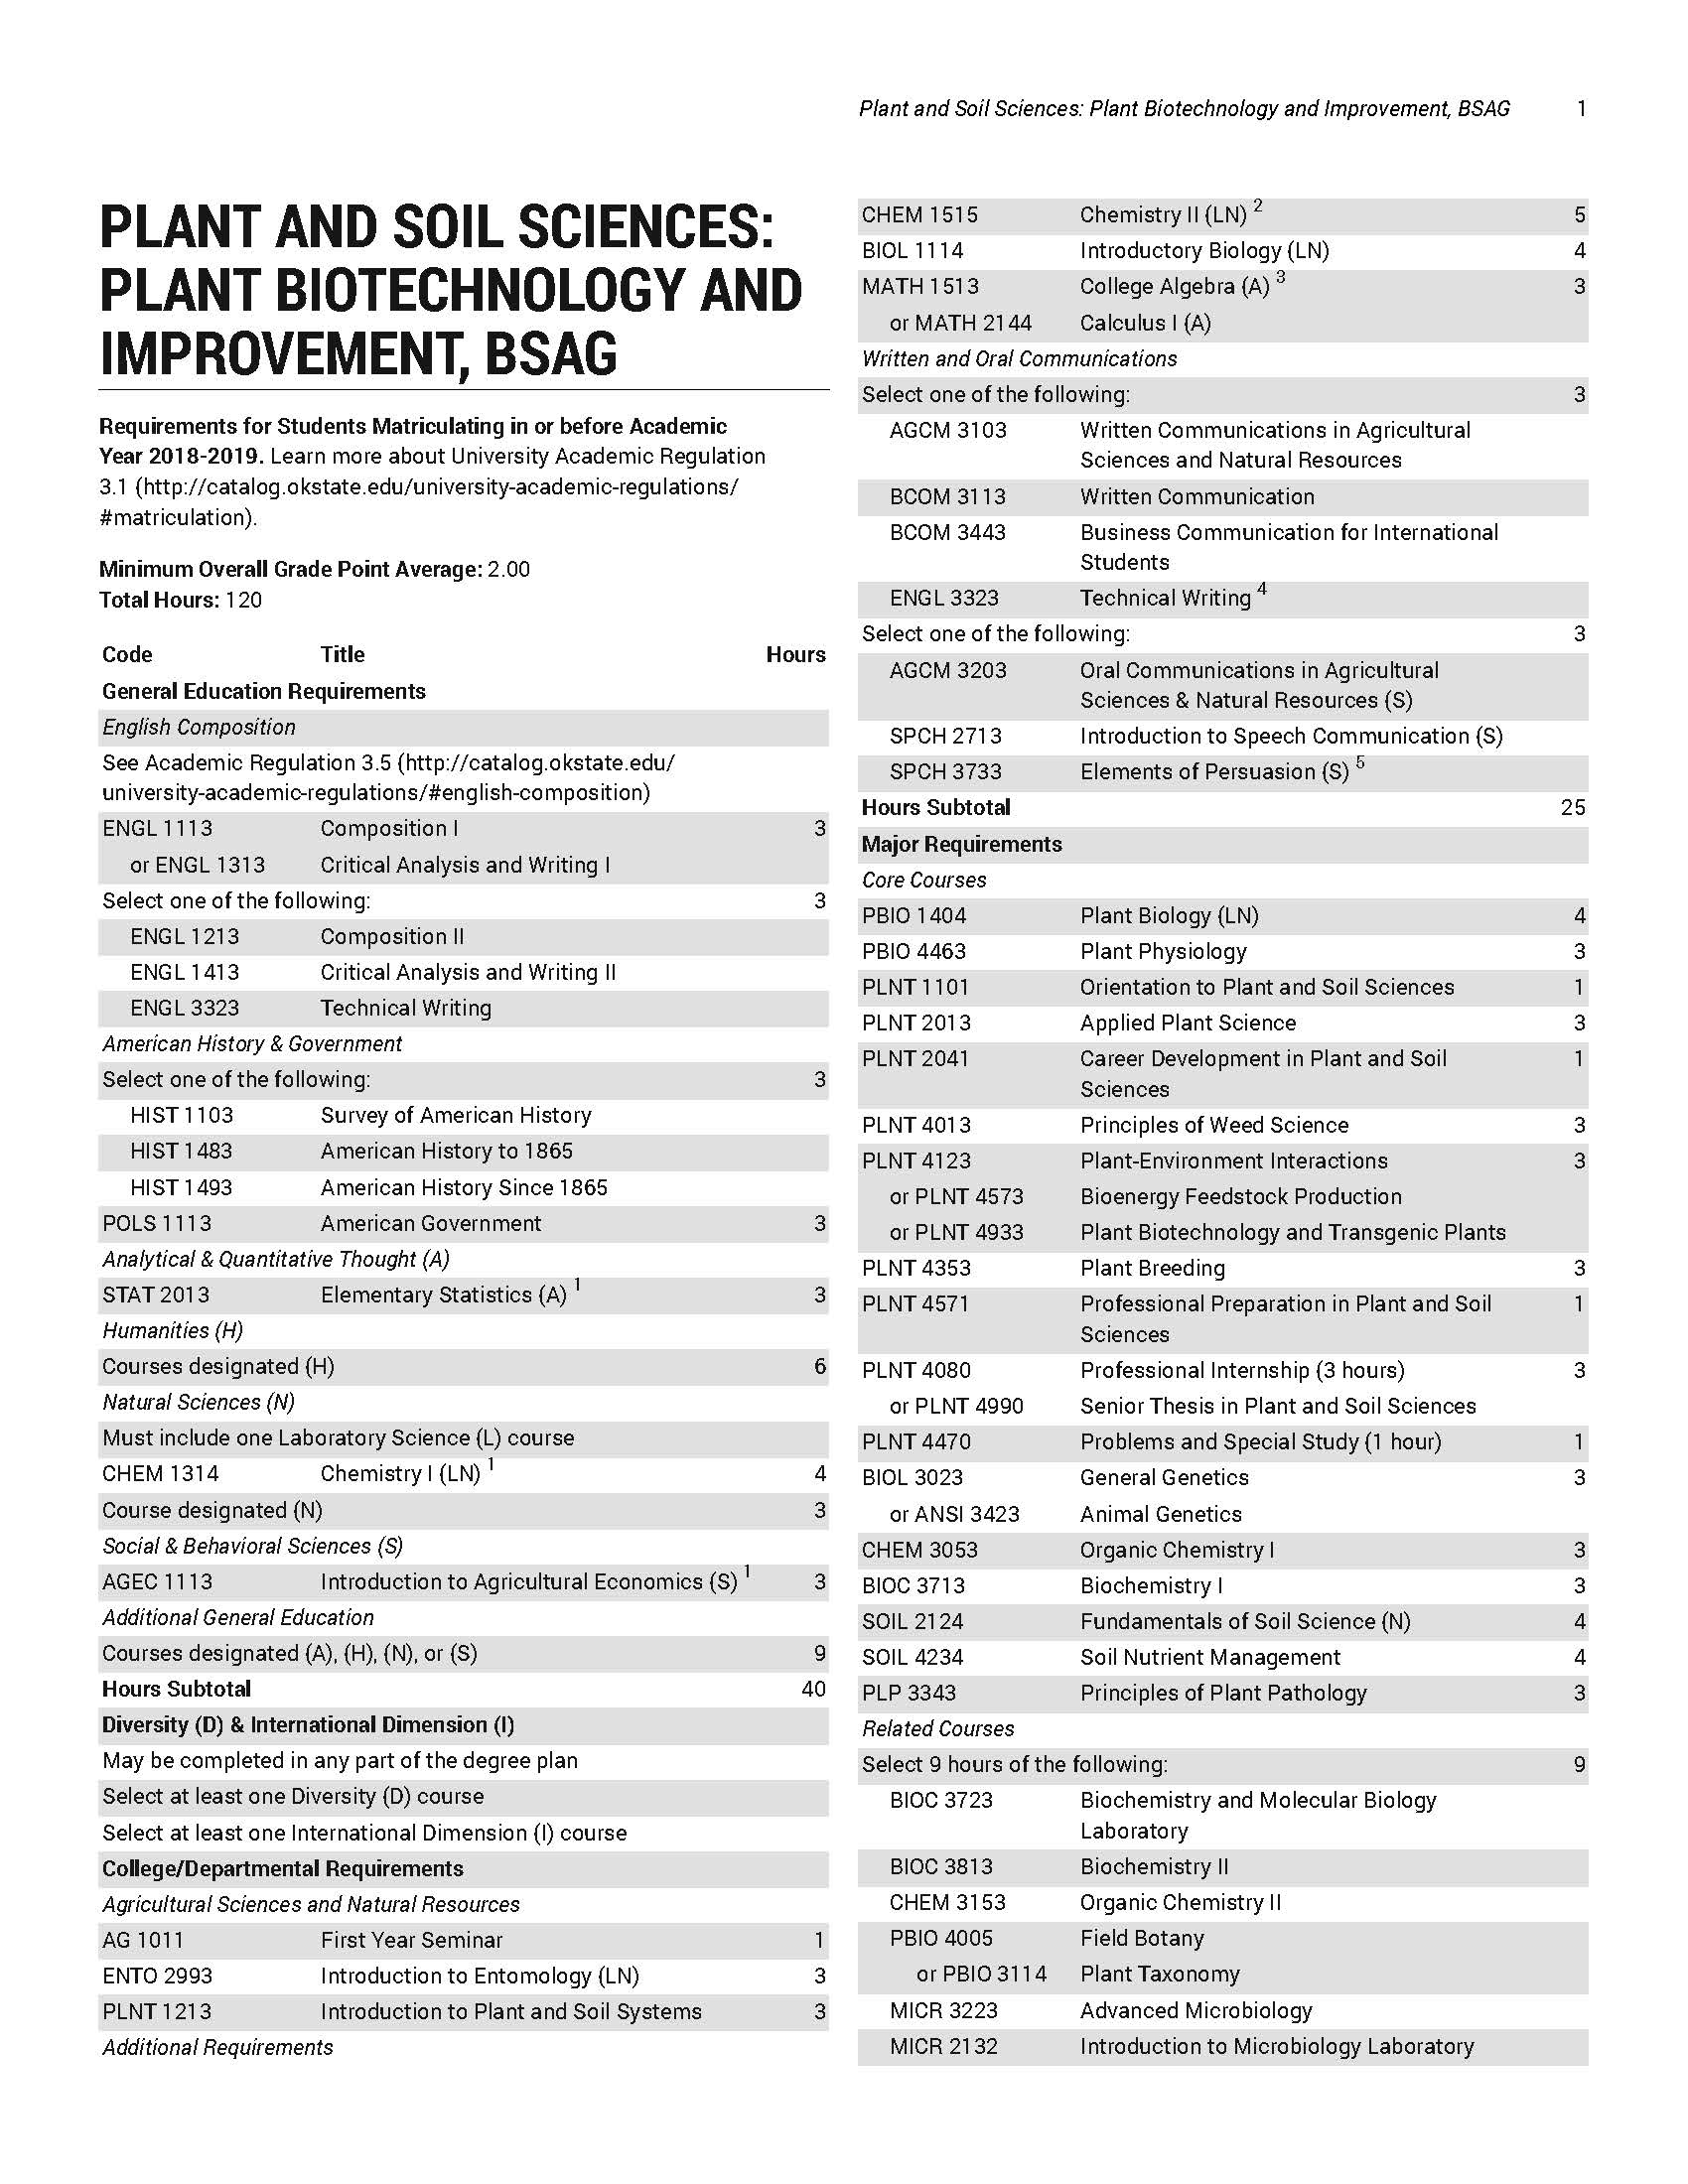 Plant and Soil Sciences: Plant Biotechnology and Improvement, BSAG 1
PLANT AND SOIL SCIENCES:
PLANT BIOTECHNOLOGY AND
IMPROVEMENT, BSAG
Requirements for Students Matriculating in or before Academic
Year 2018-2019. Learn more about University Academic Regulation
3.1 (http://catalog.okstate.edu/university-academic-regulations/
#matriculation).
Minimum Overall Grade Point Average: 2.00
Total Hours: 120
Code Title Hours
General Education Requirements
English Composition
See Academic Regulation 3.5 (http://catalog.okstate.edu/
university-academic-regulations/#english-composition)
ENGL 1113 Composition I 3
or ENGL 1313 Critical Analysis and Writing I
Select one of the following: 3
ENGL 1213 Composition II
ENGL 1413 Critical Analysis and Writing II
ENGL 3323 Technical Writing
American History & Government
Select one of the following: 3
HIST 1103 Survey of American History
HIST 1483 American History to 1865
HIST 1493 American History Since 1865
POLS 1113 American Government 3
Analytical & Quantitative Thought (A)
STAT 2013 Elementary Statistics (A) 1 3
Humanities (H)
Courses designated (H) 6
Natural Sciences (N)
Must include one Laboratory Science (L) course
CHEM 1314 Chemistry I (LN) 1 4
Course designated (N) 3
Social & Behavioral Sciences (S)
AGEC 1113 Introduction to Agricultural Economics (S) 1 3
Additional General Education
Courses designated (A), (H), (N), or (S) 9
Hours Subtotal 40
Diversity (D) & International Dimension (I)
May be completed in any part of the degree plan
Select at least one Diversity (D) course
Select at least one International Dimension (I) course
College/Departmental Requirements
Agricultural Sciences and Natural Resources
AG 1011 First Year Seminar 1
ENTO 2993 Introduction to Entomology (LN) 3
PLNT 1213 Introduction to Plant and Soil Systems 3
Additional Requirements
CHEM 1515 Chemistry II (LN) 2 5
BIOL 1114 Introductory Biology (LN) 4
MATH 1513 College Algebra (A) 3 3
or MATH 2144 Calculus I (A)
Written and Oral Communications
Select one of the following: 3
AGCM 3103 Written Communications in Agricultural
Sciences and Natural Resources
BCOM 3113 Written Communication
BCOM 3443 Business Communication for International
Students
ENGL 3323 Technical Writing 4
Select one of the following: 3
AGCM 3203 Oral Communications in Agricultural
Sciences & Natural Resources (S)
SPCH 2713 Introduction to Speech Communication (S)
SPCH 3733 Elements of Persuasion (S) 5
Hours Subtotal 25
Major Requirements
Core Courses
PBIO 1404 Plant Biology (LN) 4
PBIO 4463 Plant Physiology 3
PLNT 1101 Orientation to Plant and Soil Sciences 1
PLNT 2013 Applied Plant Science 3
PLNT 2041 Career Development in Plant and Soil 1
Sciences
PLNT 4013 Principles of Weed Science 3
PLNT 4123 Plant-Environment Interactions 3
or PLNT 4573 Bioenergy Feedstock Production
or PLNT 4933 Plant Biotechnology and Transgenic Plants
PLNT 4353 Plant Breeding 3
PLNT 4571 Professional Preparation in Plant and Soil 1
Sciences
PLNT 4080 Professional Internship (3 hours) 3
or PLNT 4990 Senior Thesis in Plant and Soil Sciences
PLNT 4470 Problems and Special Study (1 hour) 1
BIOL 3023 General Genetics 3
or ANSI 3423 Animal Genetics
CHEM 3053 Organic Chemistry I 3
BIOC 3713 Biochemistry I 3
SOIL 2124 Fundamentals of Soil Science (N) 4
SOIL 4234 Soil Nutrient Management 4
PLP 3343 Principles of Plant Pathology 3
Related Courses
Select 9 hours of the following: 9
BIOC 3723 Biochemistry and Molecular Biology
Laboratory
BIOC 3813 Biochemistry II
CHEM 3153 Organic Chemistry II
PBIO 4005 Field Botany
or PBIO 3114 Plant Taxonomy
MICR 3223 Advanced Microbiology
MICR 2132 Introduction to Microbiology Laboratory